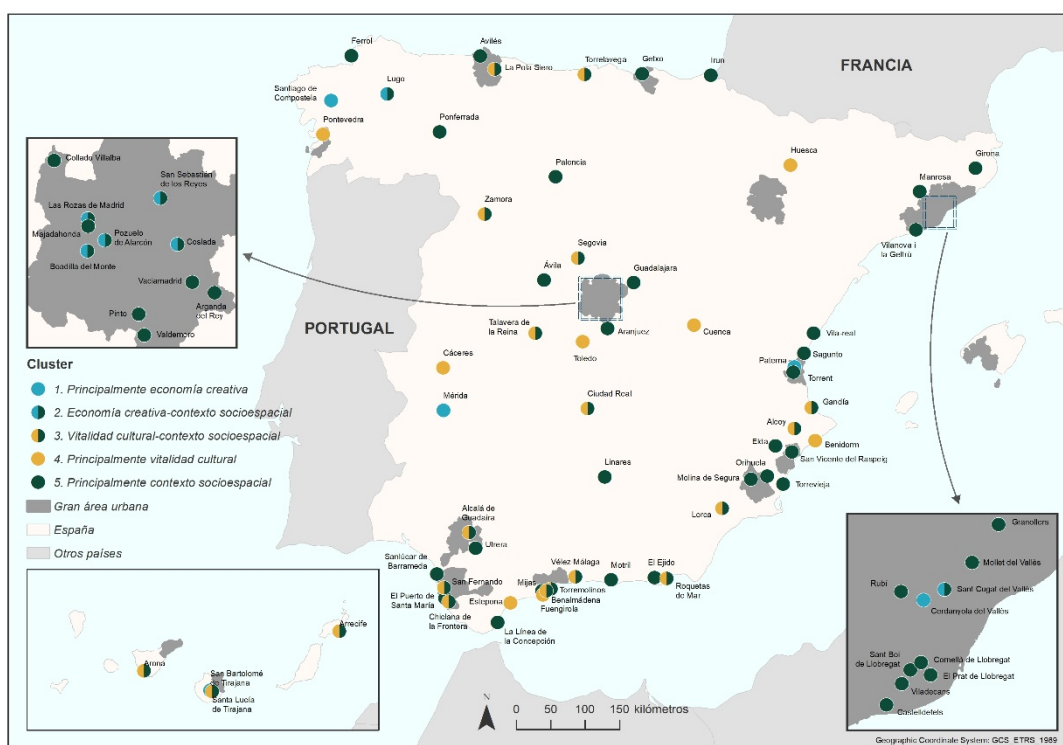 Ferrol
Avilés
La Pola Siero
Torrelavega
Getxo
Irun
FRANCIA
Lugo
Santiago de
Compostela
Pontevedra
Ponferrada
Palencia
Huesca
Girona
Manresa
Vilanova i
la Geltrú
Zamora
Segovia
Ávila
Guadalajara
PORTUGAL
Talavera de
la Reina
Aranjuez
Toledo
Cuenca
Cáceres
Mérida
Ciudad Real
Vila-real
Sagunto
Paterna
Torrent
Gandía
Alcoy
Benidorm
Elda
San Vicente del Raspeig
Orihuela
Molina de Segura
Torrevieja
Linares
Lorca
Alcalá de
Guadaíra
Utrera
Sanlúcar de
Barrameda
San Fernando
El Puerto de
Santa María
Chiclana de
la Frontera
Mijas
Vélez Málaga
Torremolinos
Benalmádena
Fuengirola
Estepona
La Línea de
la Concepción
Motril
El Ejido
Roquetas
de Mar
Collado Villalba
San Sebastián
de los Reyes
Las Rozas de Madrid
Majadahonda
Pozuelo
de Alarcón
Coslada
Boadilla del Monte
Vaciamadrid
Arganda
del Rey
Pinto
Valdemoro
Cluster
1. Principalmente economía creativa
2. Economía creativa-contexto socioespacial
3. Vitalidad cultural-contexto socioespacial
4. Principalmente vitalidad cultural
5. Principalmente contexto socioespacial
Gran área urbana
España
Otros países
Arrecife
Arona
San Bartolomé
de Tirajana
Santa Lucía
de Tirajana
N
0 50 100 150 kilómetros
Granollers
Mollet del Vallès
Rubí
Sant Cugat del Vallès
Cerdanyola del Vallès
Sant Boi
de Llobregat
Cornellà de Llobregat
El Prat de Llobregat
Viladecans
Castelldefels
Geographic Coordinate System: GCS_ETRS_1989